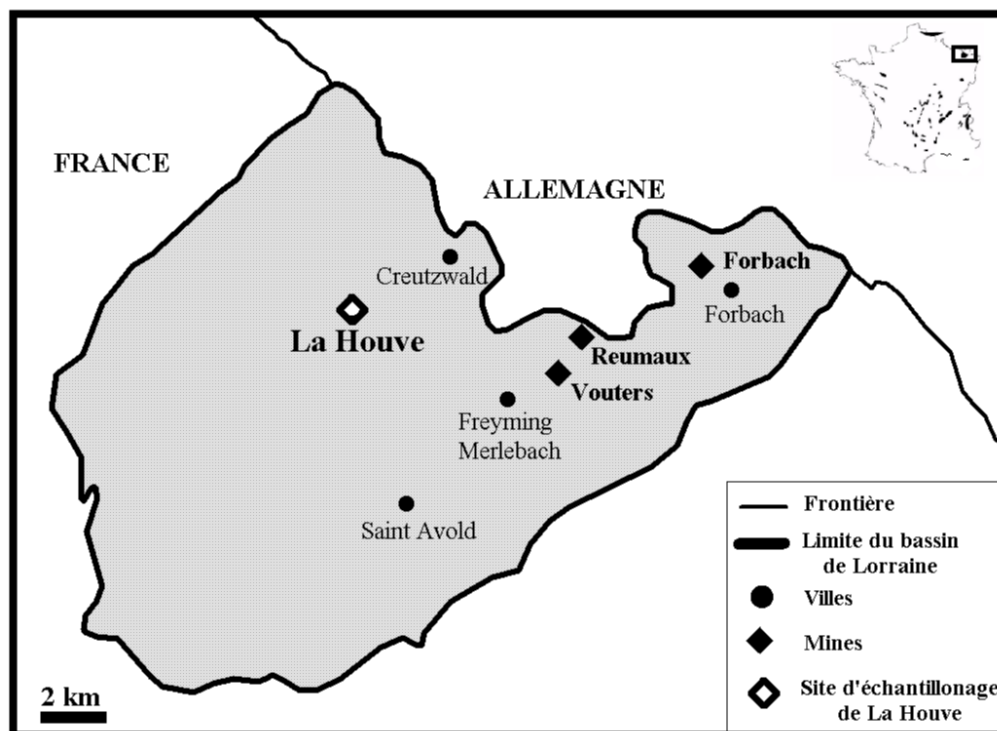 FRANCE
ALLEMAGNE
Creutzwald
Forbach
Forbach
La Houve
Reumaux
Vouters
Freyming
Merlebach
Saint Avold
2 km
Frontière
Limite du bassin
de Lorraine
Villes
Mines
Site d'échantillonage
de La Houve